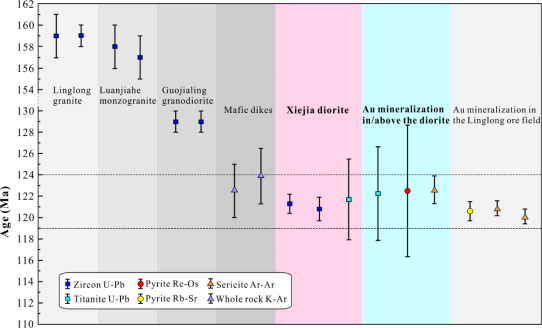 162
160
158
156
154
152
150
148
146
144
142
140
138
136
134
132
130
128
126
124
122
120
118
116
114
112
110
Age (Ma)
Linglong
granite
Luanjiahe
monzogranite
Guojialing
granodiorite
Mafic dikes
Xiejia diorite
Au mineralization
in/above the diorite
Au mineralization in
the Linglong ore field
Zircon U-Pb
Pyrite Re-Os
Sericite Ar-Ar
Titanite U-Pb
Pyrite Rb-Sr
Whole rock K-Ar